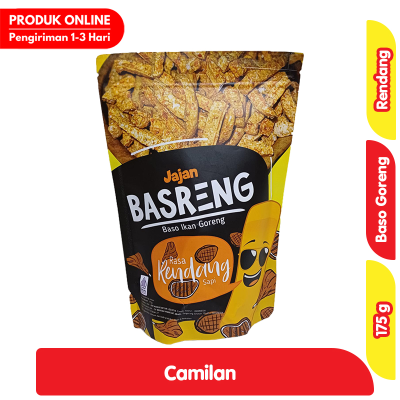 PRODUK ONLINE
Pengiriman 1-3 Hari
Jajan
BASRENG
Baso Ikan Goreng
Rasa
Rendang
Sapi
Rendang
Baso Goreng
175 g
Camilan